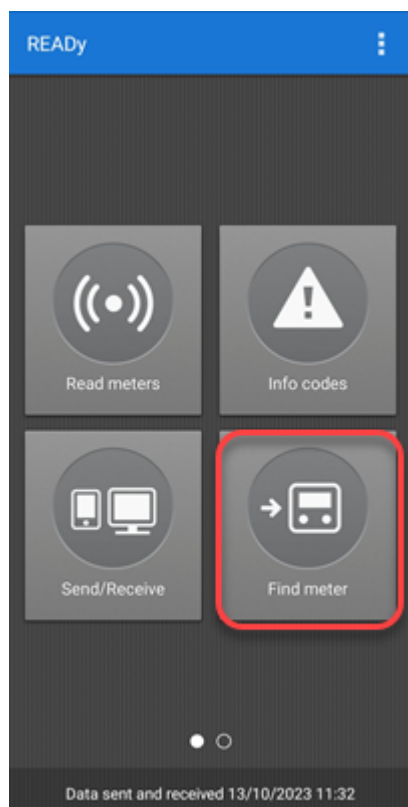 READy
Read meters
Info codes
Send/Receive
Find meter
Data sent and received 13/10/2023 11:32